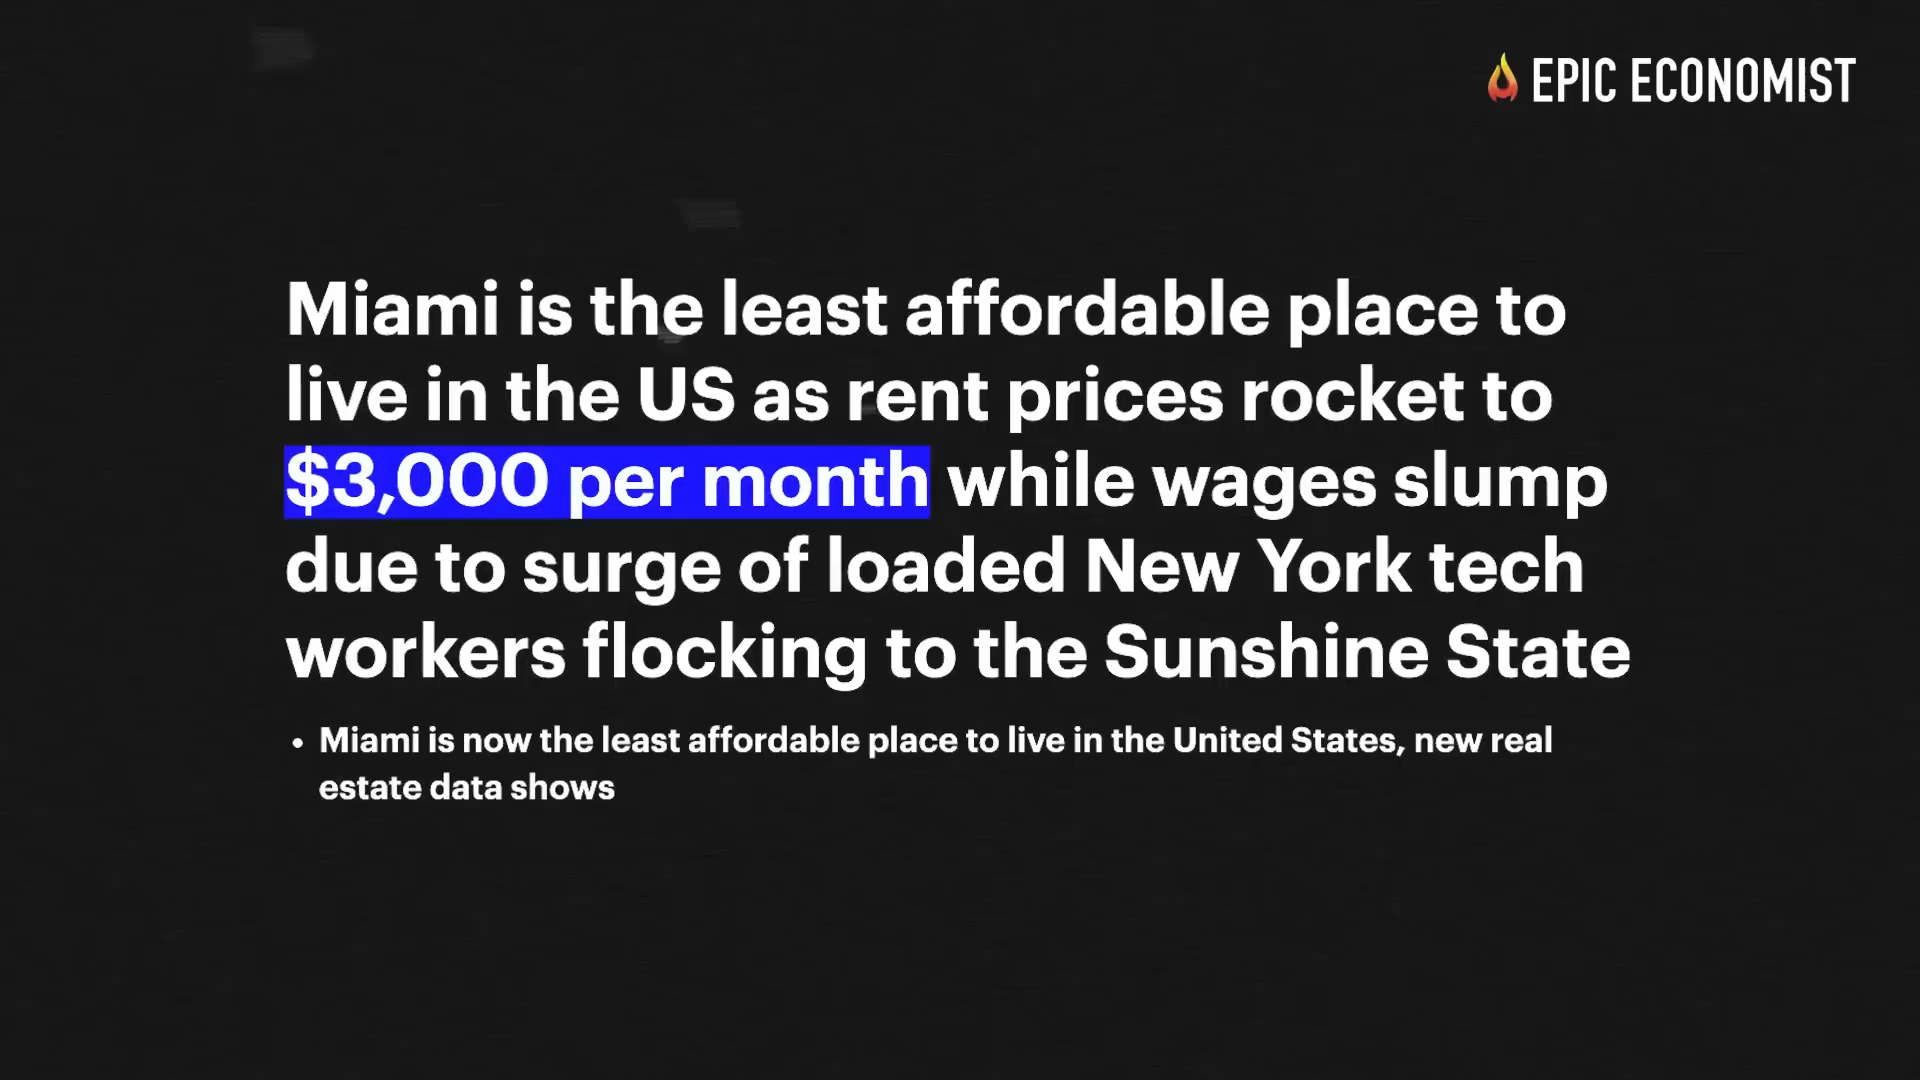 EPIC ECONOMIST
Miami is the least affordable place to
live in the US as rent prices rocket to
$3,000 per month while wages slump
due to surge of loaded New York tech
workers flocking to the Sunshine State
• Miami is now the least affordable place to live in the United States, new real
estate data shows